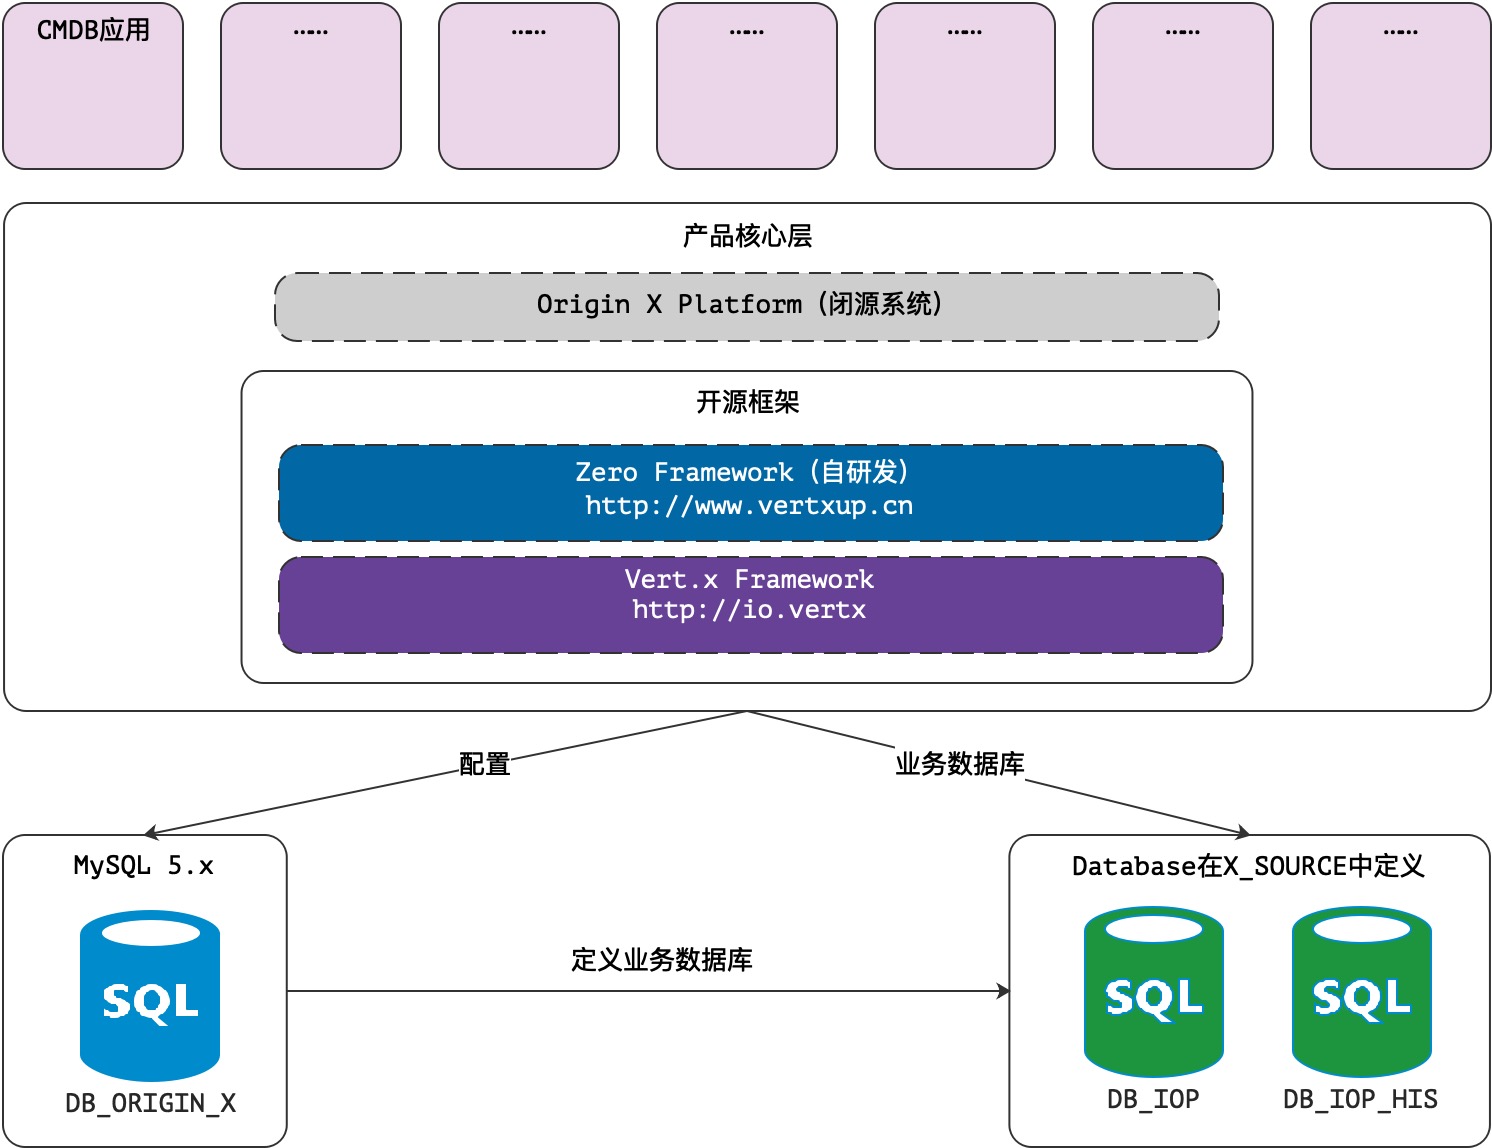 CMDB应用
……
……
……
……
……
……
产品核心层
Origin X Platform（闭源系统）
开源框架
Zero Framework（自研发）
http://www.vertxup.cn
Vert.x Framework
http://io.vertx
配置
业务数据库
MySQL 5.x
SQL
DB_ORIGIN_X
定义业务数据库
Database在X_SOURCE中定义
SQL
SQL
DB_IOP
DB_IOP_HIS